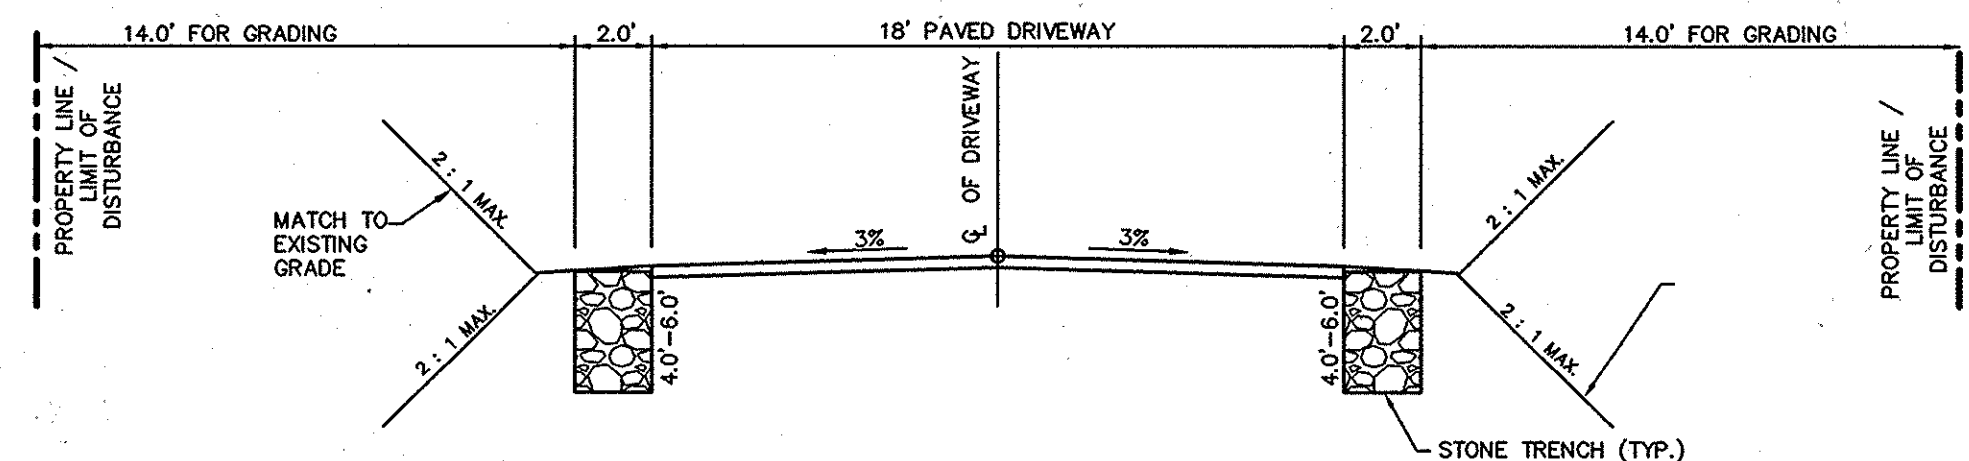 14.0' FOR GRADING
2.0'
18' PAVED DRIVEWAY
2.0'
14.0' FOR GRADING
PROPERTY LINE /
LIMIT OF
DISTURBANCE
2 : 1 MAX.
MATCH TO
EXISTING
GRADE
2 : 1 MAX.
4.0'-6.0'
3%
℄ OF DRIVEWAY
3%
4.0'-6.0'
2 : 1 MAX.
2 : 1 MAX.
STONE TRENCH (TYP.)
PROPERTY LINE /
LIMIT OF
DISTURBANCE